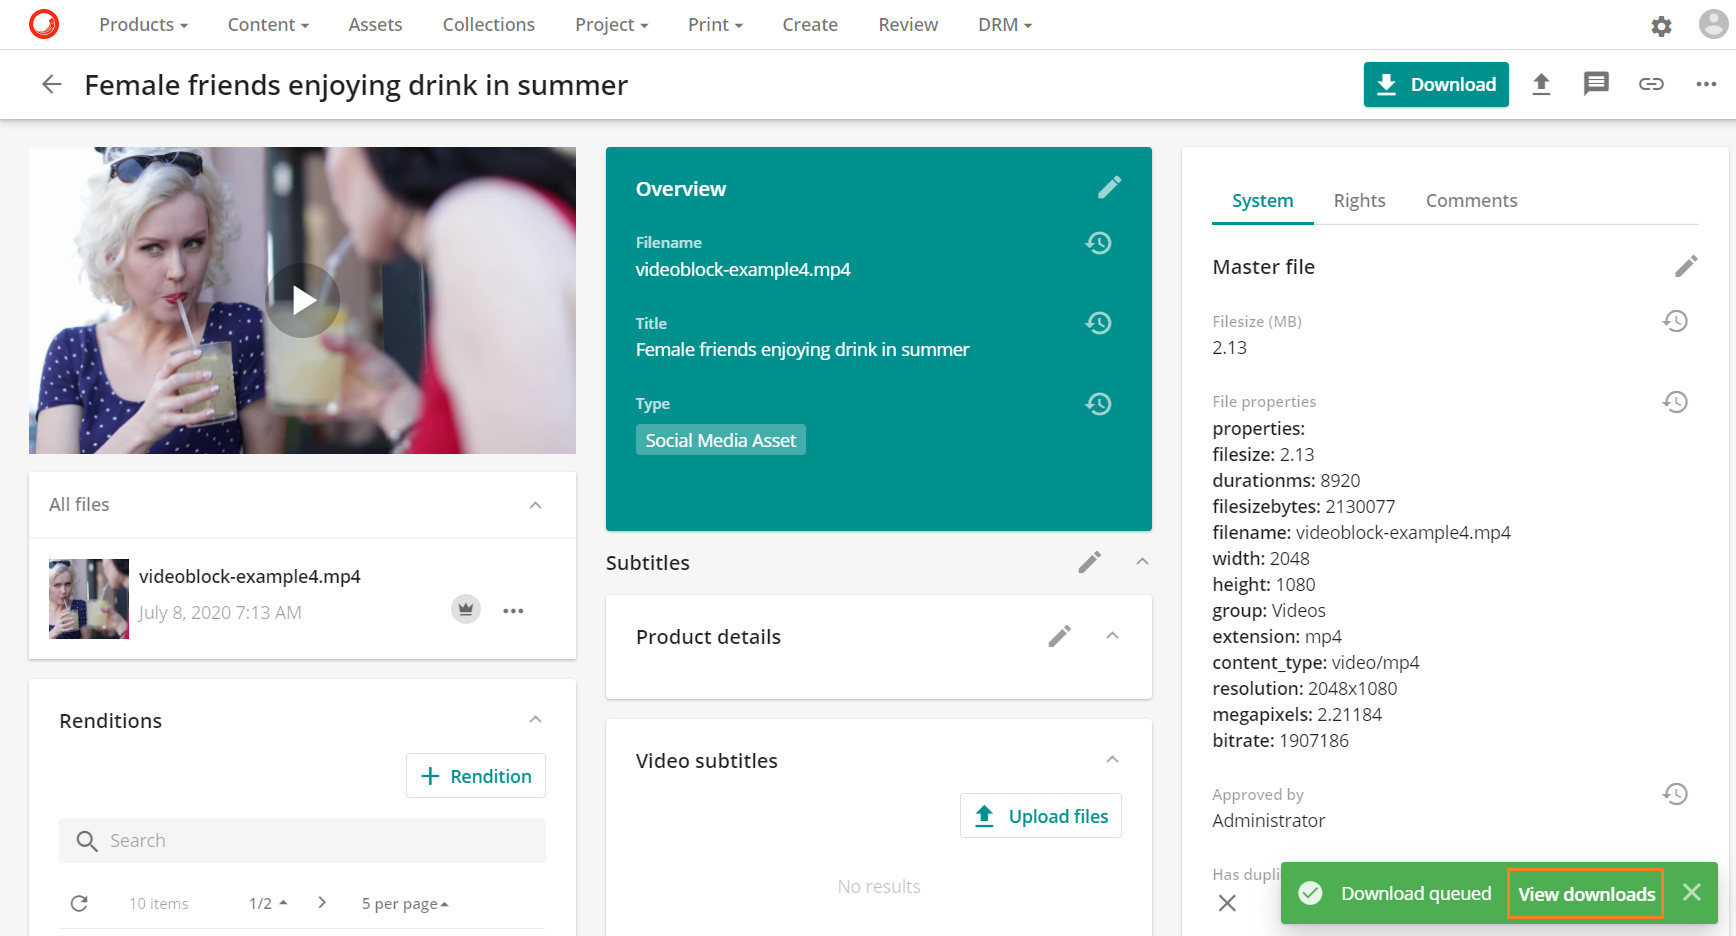 Products Content Assets Collections Project Print Create Review DRM
Female friends enjoying drink in summer
Download
All files
videoblock-example4.mp4
July 8, 2020 7:13 AM
Renditions
Rendition
Search
10 items 1/2 5 per page
Overview
Filename
videoblock-example4.mp4
Title
Female friends enjoying drink in summer
Type
Social Media Asset
Subtitles
Product details
Video subtitles
Upload files
No results
System Rights Comments
Master file
Filesize (MB)
2.13
File properties
properties:
filesize: 2.13
durationms: 8920
filesizebytes: 2130077
filename: videoblock-example4.mp4
width: 2048
height: 1080
group: Videos
extension: mp4
content_type: video/mp4
resolution: 2048x1080
megapixels: 2.21184
bitrate: 1907186
Approved by
Administrator
Has
Download queued View downloads